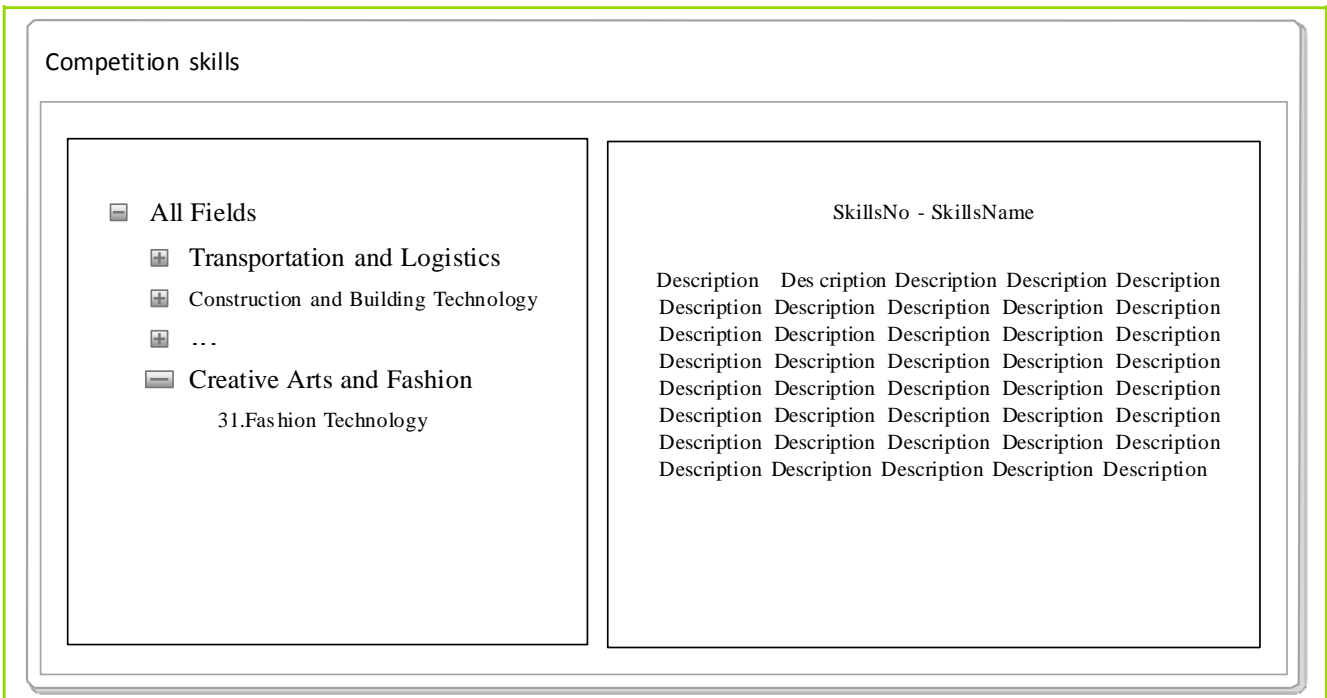 Competition skills
All Fields
Transportation and Logistics
Construction and Building Technology
...
Creative Arts and Fashion
31.Fashion Technology
SkillsNo - SkillsName
Description Des cription Description Description Description
Description Description Description Description Description
Description Description Description Description Description
Description Description Description Description Description
Description Description Description Description Description
Description Description Description Description Description
Description Description Description Description Description
Description Description Description Description Description